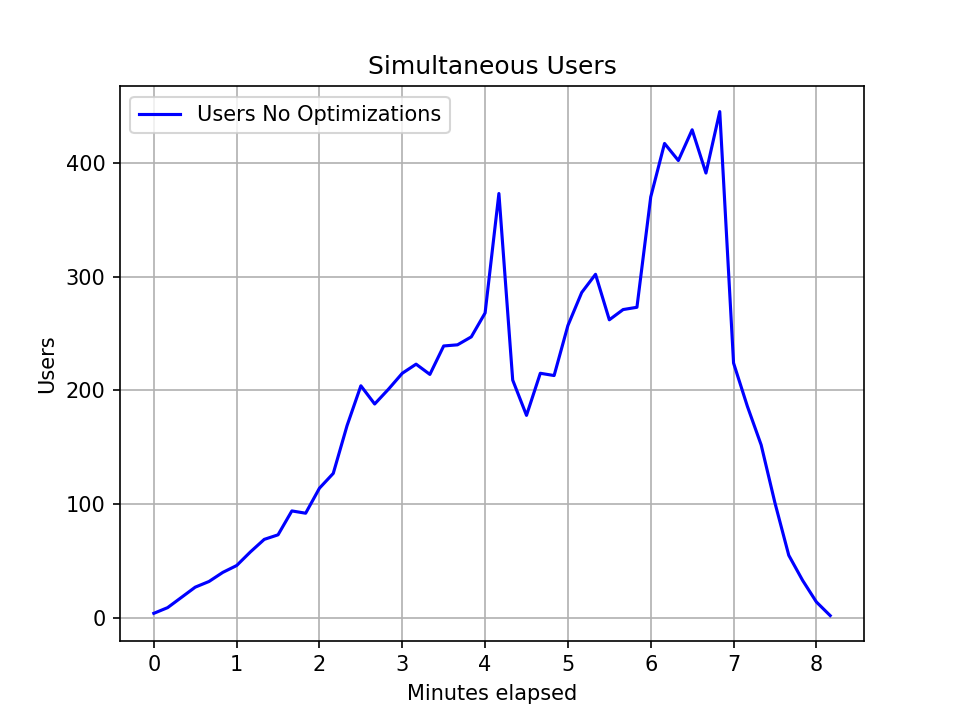 Simultaneous Users
Users No Optimizations
400
300
200
100
0
Users
0 1 2 3 4 5 6 7 8
Minutes elapsed